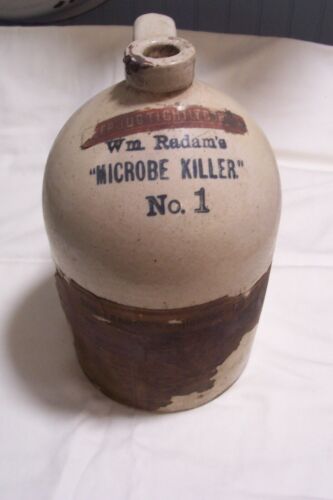 Wm. Radam's
"MICROBE KILLER."
No. 1